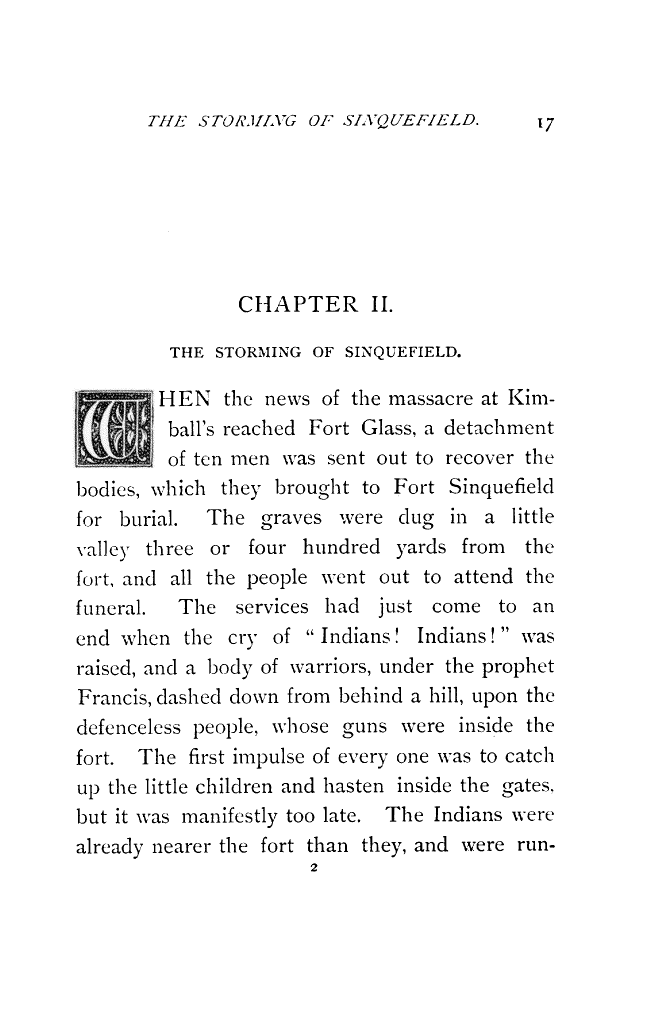 THE STORMING OF SINQUEFIELD. 17
CHAPTER II.
THE STORMING OF SINQUEFIELD.
WHEN the news of the massacre at Kim-
ball's reached Fort Glass, a detachment
of ten men was sent out to recover the
bodies, which they brought to Fort Sinquefield
for burial. The graves were dug in a little
valley three or four hundred yards from the
fort, and all the people went out to attend the
funeral. The services had just come to an
end when the cry of "Indians! Indians!" was
raised, and a body of warriors, under the prophet
Francis, dashed down from behind a hill, upon the
defenceless people, whose guns were inside the
fort. The first impulse of every one was to catch
up the little children and hasten inside the gates,
but it was manifestly too late. The Indians were
already nearer the fort than they, and were run-
2